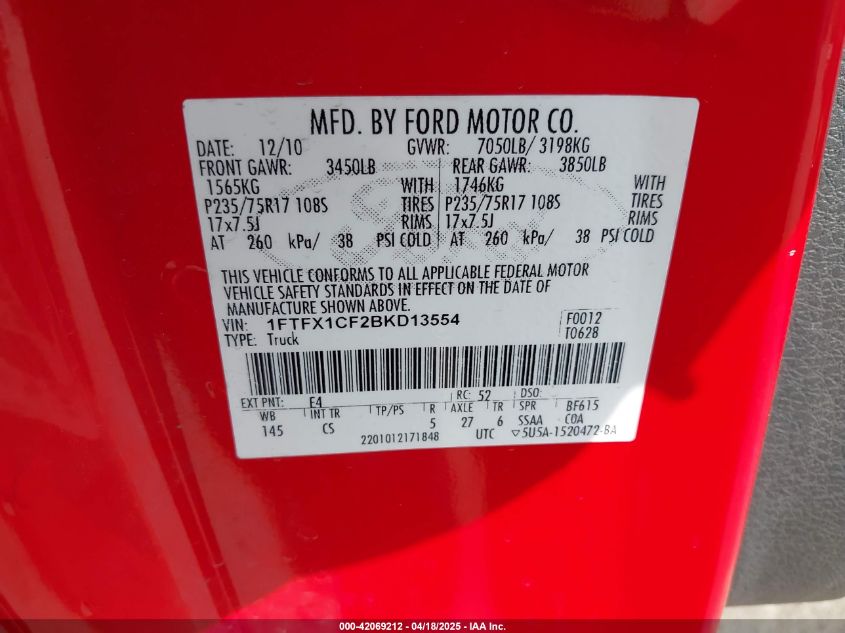 MFD. BY FORD MOTOR CO.
DATE: 12/10 GVWR: 7050LB/ 3198KG
FRONT GAWR: 3450LB REAR GAWR: 3850LB
1565KG WITH 1746KG WITH
P235/75R17 108S TIRES P235/75R17 108S TIRES
17x7.5J RIMS 17x7.5J RIMS
AT 260 kPa/ 38 PSI COLD AT 260 kPa/ 38 PSI COLD
THIS VEHICLE CONFORMS TO ALL APPLICABLE FEDERAL MOTOR
VEHICLE SAFETY STANDARDS IN EFFECT ON THE DATE OF
MANUFACTURE SHOWN ABOVE.
VIN: 1FTFX1CF2BKD13554 F0012
TYPE: Truck T0628
EXT PNT: E4 RC: 52 DSO:
WB INT TR TP/PS R AXLE TR SPR BF615
145 CS 5 27 6 SSAA COA
2201012171848 UTC ▽5U5A-1520472-BA
000-42069212 - 04/18/2025 - IAA Inc.